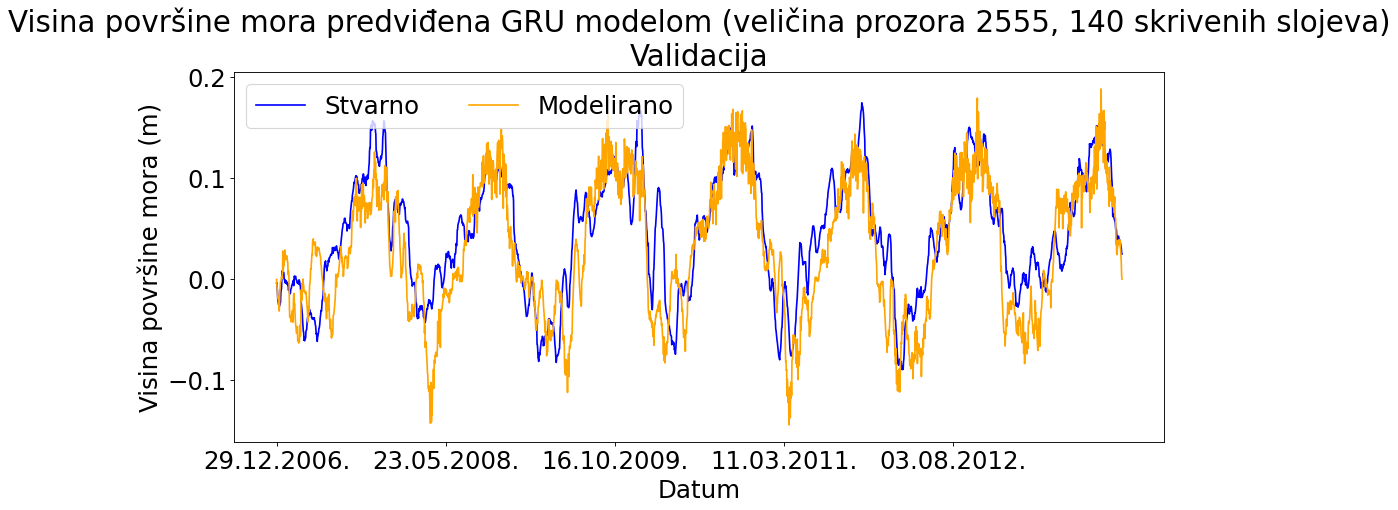 Visina površine mora predviđena GRU modelom (veličina prozora 2555, 140 skrivenih slojeva)
Validacija
Stvarno Modelirano
Visina površine mora (m)
0.2
0.1
0.0
−0.1
29.12.2006. 23.05.2008. 16.10.2009. 11.03.2011. 03.08.2012.
Datum